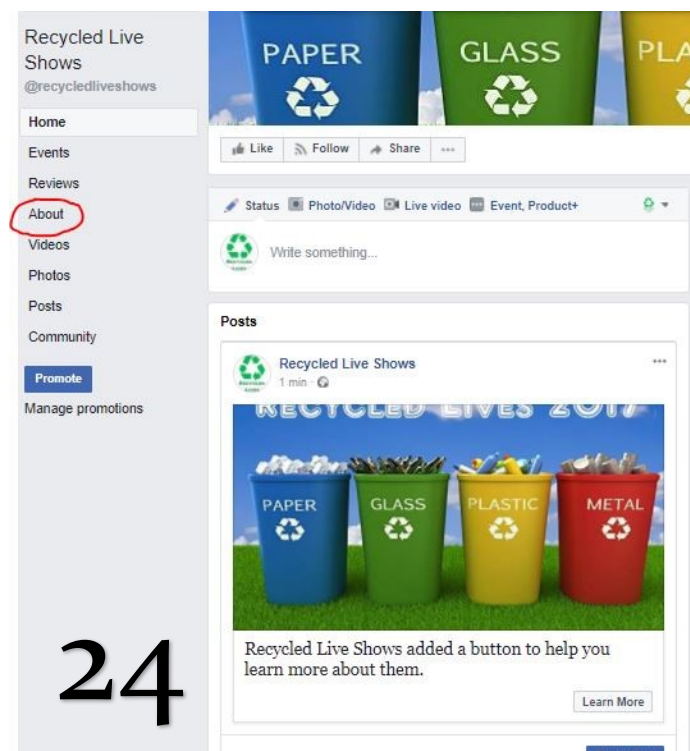 Recycled Live
Shows
@recycledliveshows
Home
Events
Reviews
About
Videos
Photos
Posts
Community
Promote
Manage promotions
PAPER
GLASS
PLA
Like Follow Share
Status Photo/Video Live video Event, Product+
Write something...
Posts
Recycled Live Shows
1 min
RECYCLED LIVES 2017
PAPER
GLASS
PLASTIC
METAL
Recycled Live Shows added a button to help you
learn more about them.
Learn More
24